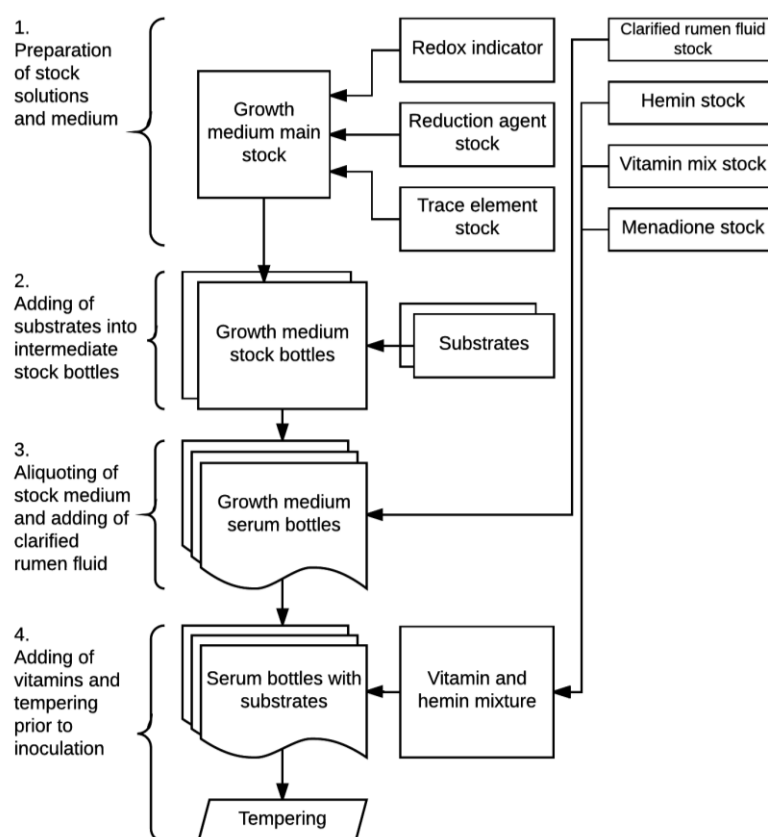 1.
Preparation
of stock
solutions
and medium
Growth
medium main
stock
Redox indicator
Reduction agent
stock
Trace element
stock
Clarified rumen fluid
stock
Hemin stock
Vitamin mix stock
Menadione stock
2.
Adding of
substrates into
intermediate
stock bottles
Growth medium
stock bottles
Substrates
3.
Aliquoting of
stock medium
and adding of
clarified
rumen fluid
Growth medium
serum bottles
4.
Adding of
vitamins and
tempering
prior to
inoculation
Serum bottles with
substrates
Vitamin and
hemin mixture
Tempering